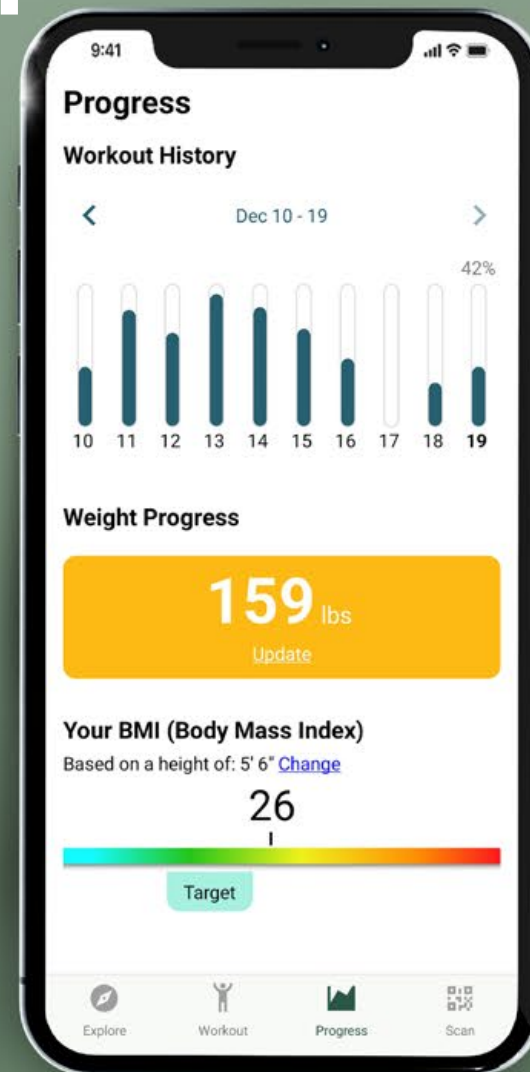 9:41
Progress
Workout History
Dec 10 - 19
42%
10 11 12 13 14 15 16 17 18 19
Weight Progress
159 lbs
Update
Your BMI (Body Mass Index)
Based on a height of: 5' 6" Change
26
Target
Explore Workout Progress Scan